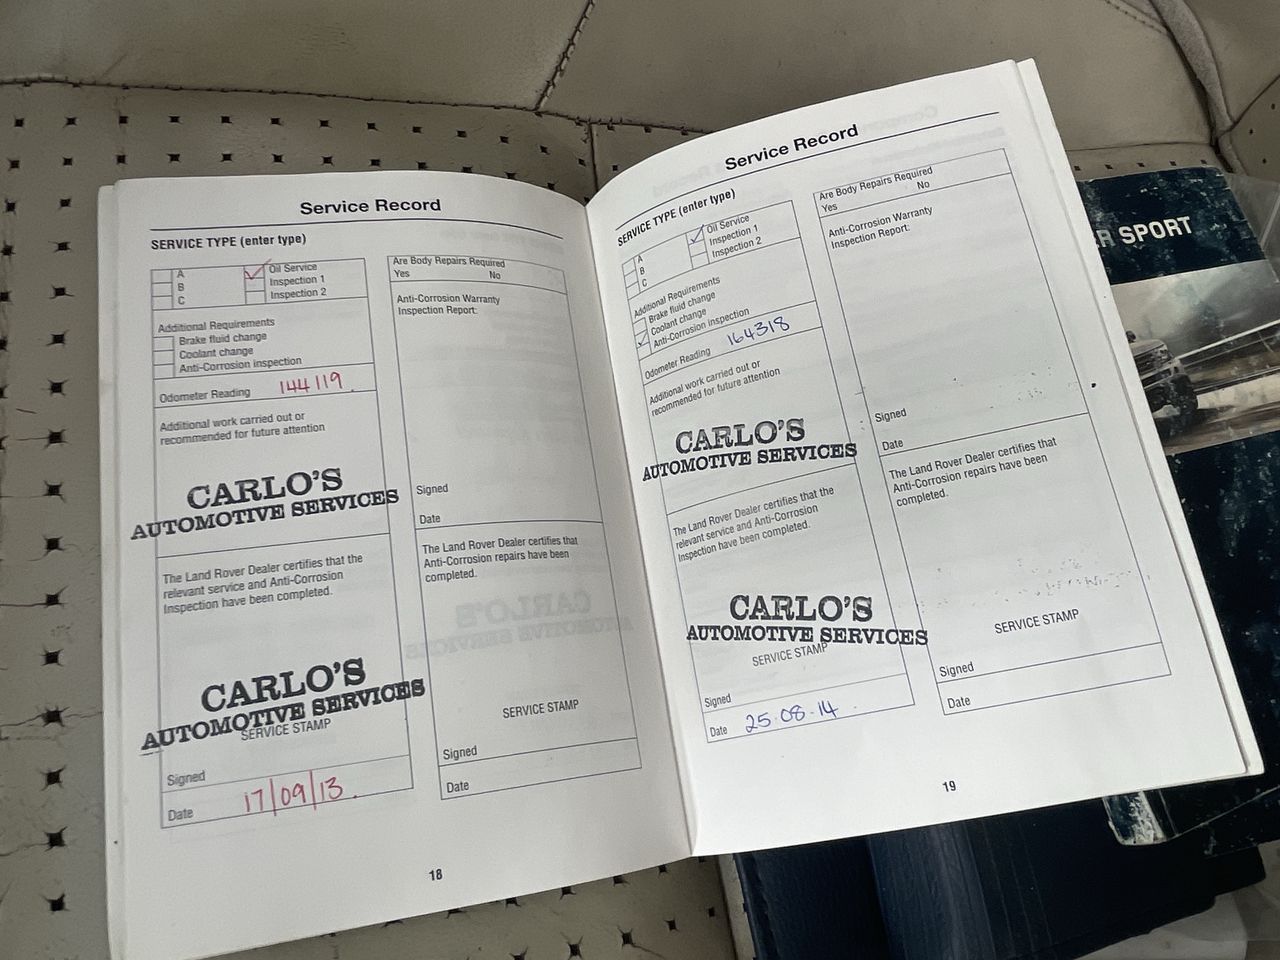 Service Record
SERVICE TYPE (enter type)
A
B
C
Oil Service
Inspection 1
Inspection 2
Additional Requirements
Brake fluid change
Coolant change
Anti-Corrosion inspection
Odometer Reading 144119
Additional work carried out or
recommended for future attention
CARLO'S
AUTOMOTIVE SERVICES
The Land Rover Dealer certifies that the
relevant service and Anti-Corrosion
Inspection have been completed.
CARLO'S
AUTOMOTIVE SERVICES
SERVICE STAMP
Signed
Date 17/09/13
Are Body Repairs Required
Yes No
Anti-Corrosion Warranty
Inspection Report:
Signed
Date
The Land Rover Dealer certifies that
Anti-Corrosion repairs have been
completed.
SERVICE STAMP
Signed
Date
18
Service Record
SERVICE TYPE (enter type)
A
B
C
Oil Service
Inspection 1
Inspection 2
Additional Requirements
Brake fluid change
Coolant change
Anti-Corrosion inspection
Odometer Reading 164318
Additional work carried out or
recommended for future attention
CARLO'S
AUTOMOTIVE SERVICES
The Land Rover Dealer certifies that the
relevant service and Anti-Corrosion
Inspection have been completed.
CARLO'S
AUTOMOTIVE SERVICES
SERVICE STAMP
Signed
Date 25·08·14
Are Body Repairs Required
Yes No
Anti-Corrosion Warranty
Inspection Report:
Signed
Date
The Land Rover Dealer certifies that
Anti-Corrosion repairs have been
completed.
SERVICE STAMP
Signed
Date
19
SPORT